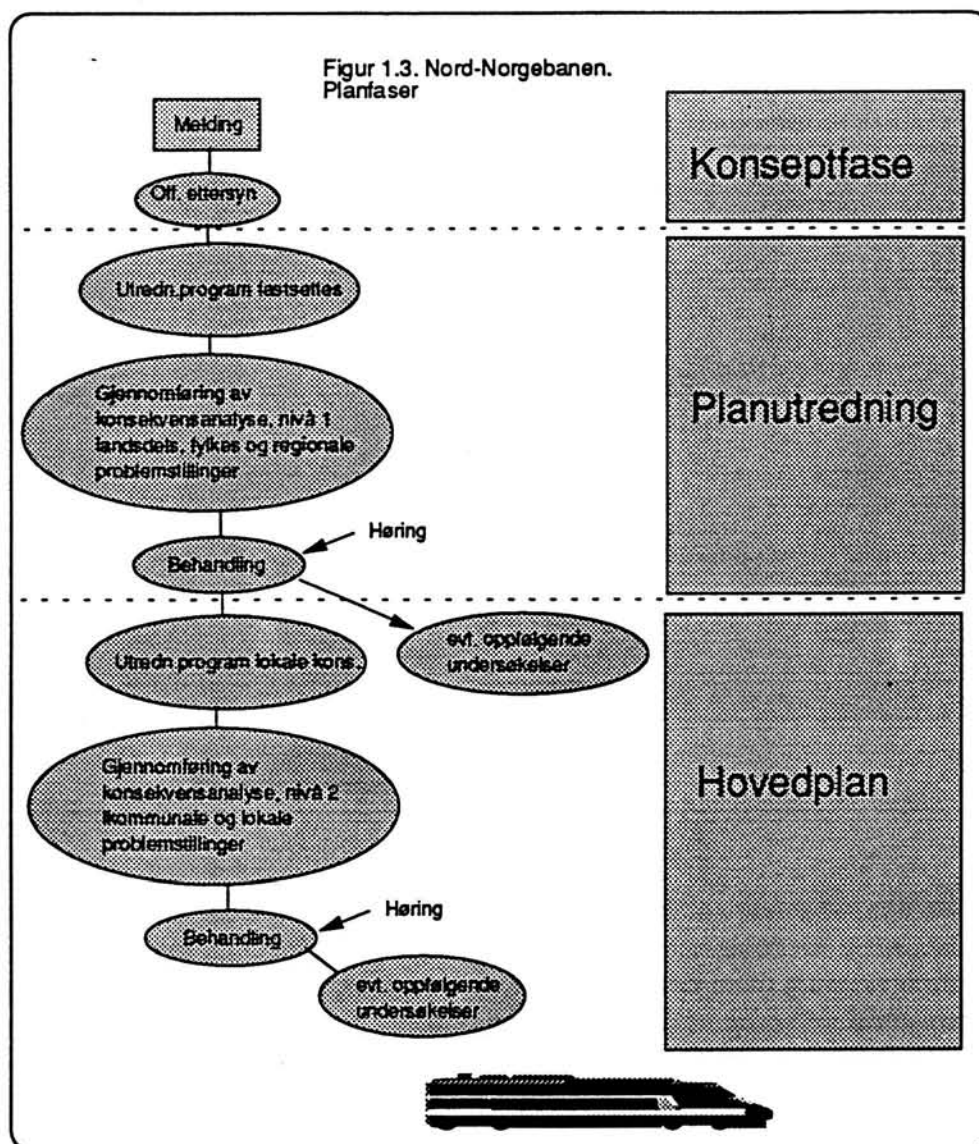 Figur 1.3. Nord-Norgebanen.
Planfaser
Melding
Off. ettersyn
Konseptfase
Utredn.program fastsettes
Gjennomføring av
konsekvensanalyse, nivå 1
landsdels, fylkes og regionale
problemstillinger
Høring
Behandling
Planutredning
evt. oppfølgende
undersøkelser
Utredn.program lokale kons.
Gjennomføring av
konsekvensanalyse, nivå 2
lkommunale og lokale
problemstillinger
Høring
Behandling
evt. oppfølgende
undersøkelser
Hovedplan